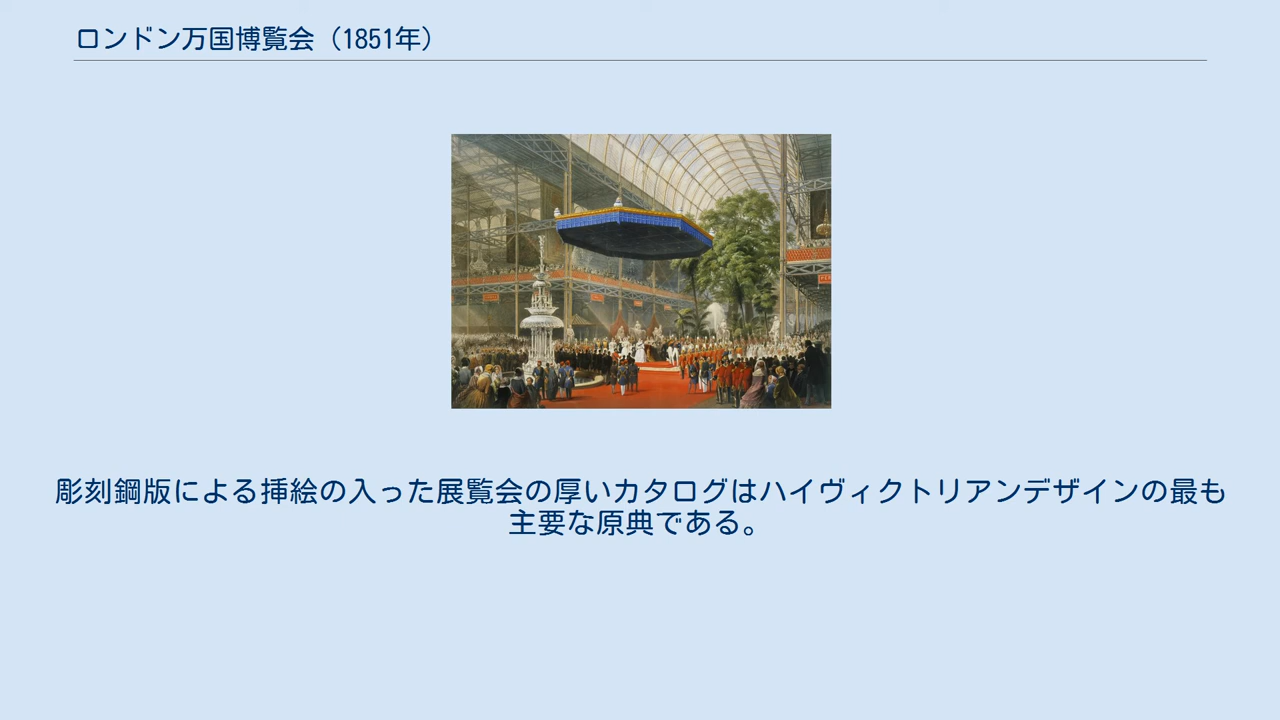 ロンドン万国博覧会（1851年）
彫刻鋼版による挿絵の入った展覧会の厚いカタログはハイヴィクトリアンデザインの最も
主要な原典である。